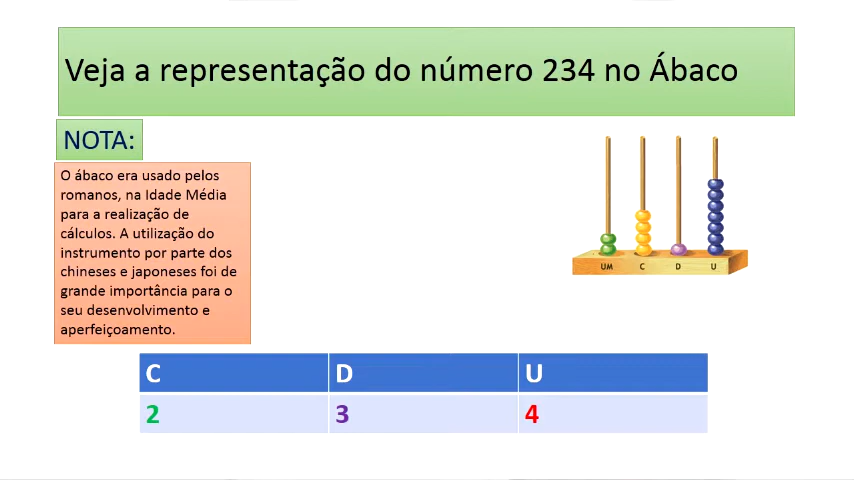 Veja a representação do número 234 no Ábaco
NOTA:
O ábaco era usado pelos
romanos, na Idade Média
para a realização de
cálculos. A utilização do
instrumento por parte dos
chineses e japoneses foi de
grande importância para o
seu desenvolvimento e
aperfeiçoamento.
UM C D U
C D U
2 3 4